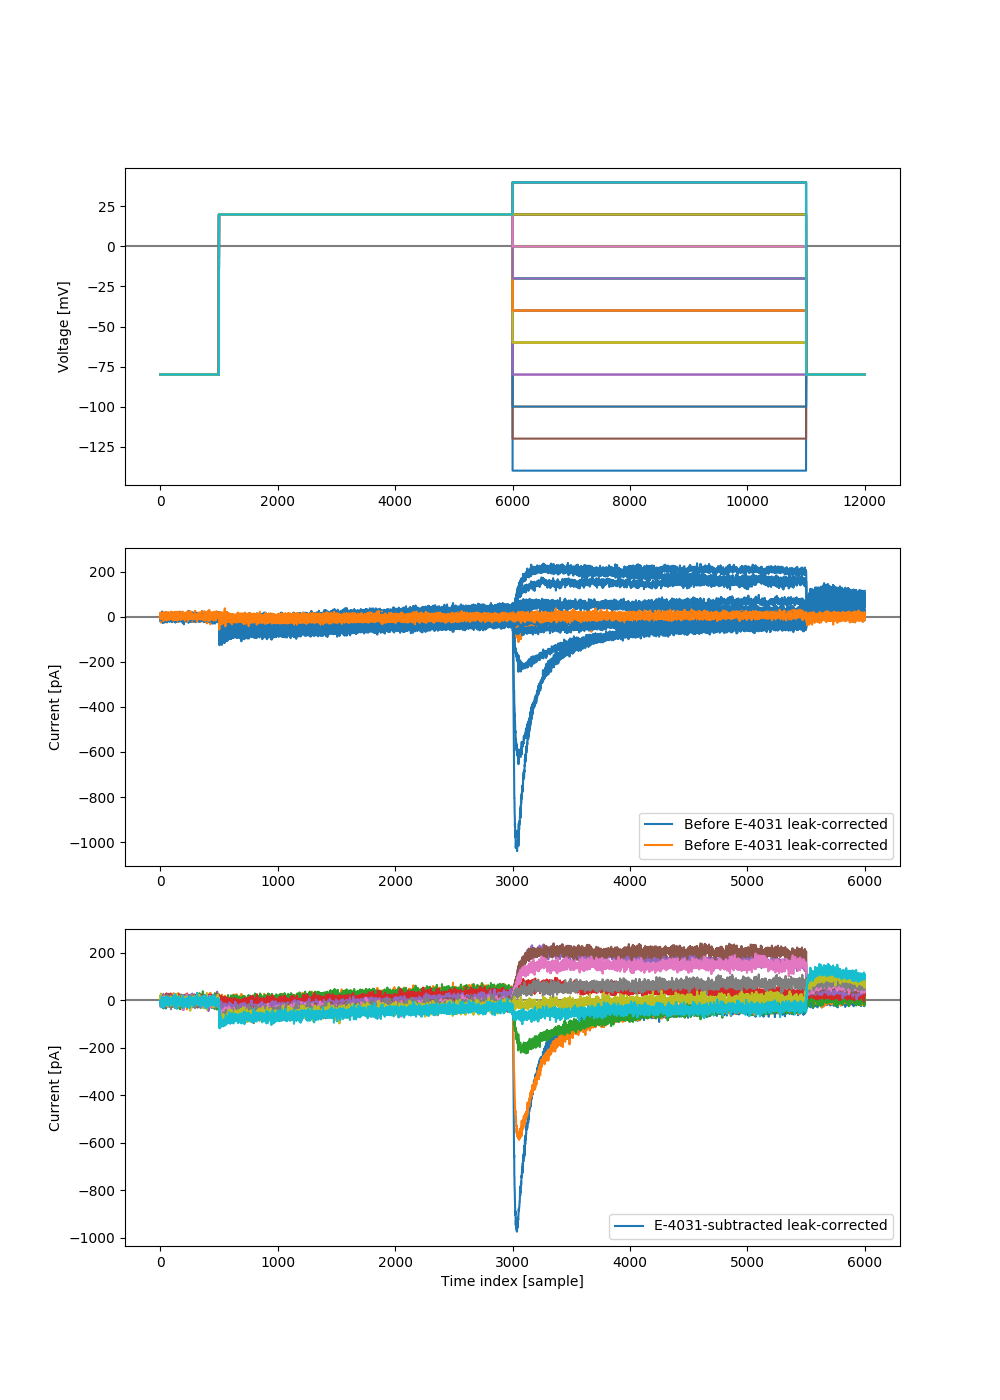 25
0
−25
−50
−75
−100
−125
Voltage [mV]
0 2000 4000 6000 8000 10000 12000
200
0
−200
−400
−600
−800
−1000
Current [pA]
Before E-4031 leak-corrected
Before E-4031 leak-corrected
0 1000 2000 3000 4000 5000 6000
200
0
−200
−400
−600
−800
−1000
Current [pA]
E-4031-subtracted leak-corrected
0 1000 2000 3000 4000 5000 6000
Time index [sample]